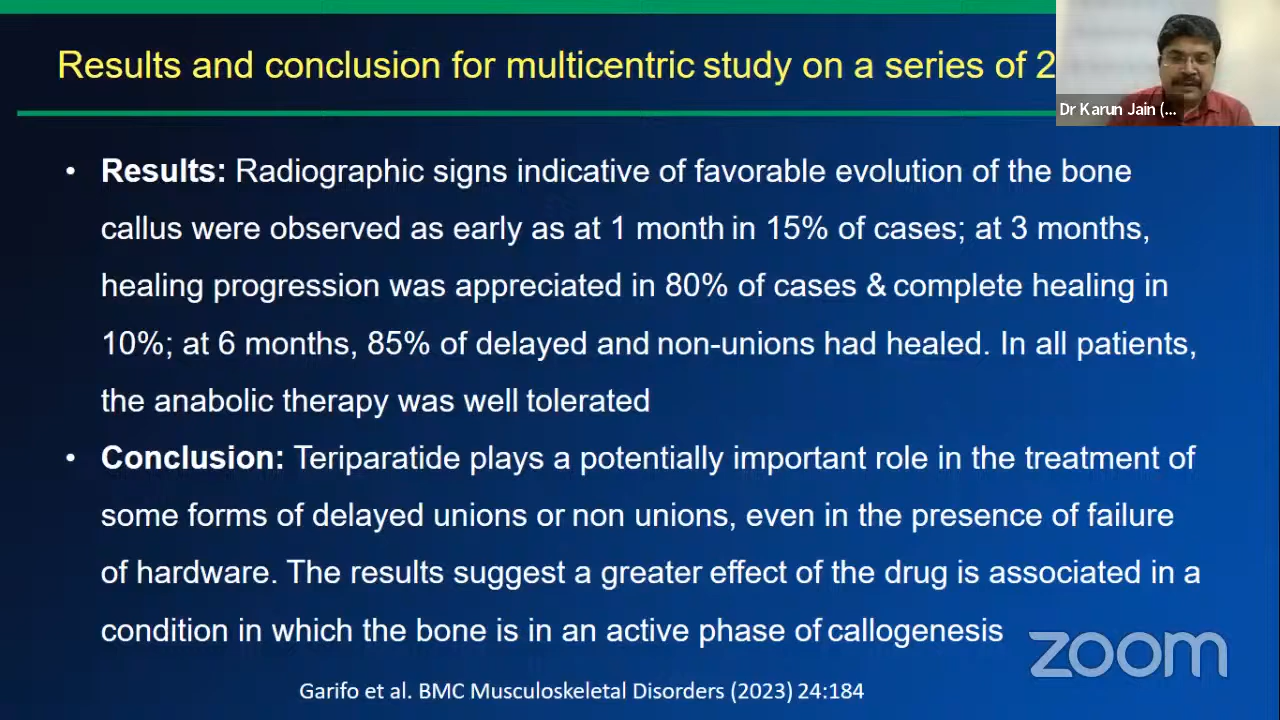 Results and conclusion for multicentric study on a series of 2
Dr Karun Jain (...
• Results: Radiographic signs indicative of favorable evolution of the bone
callus were observed as early as at 1 month in 15% of cases; at 3 months,
healing progression was appreciated in 80% of cases & complete healing in
10%; at 6 months, 85% of delayed and non-unions had healed. In all patients,
the anabolic therapy was well tolerated
• Conclusion: Teriparatide plays a potentially important role in the treatment of
some forms of delayed unions or non unions, even in the presence of failure
of hardware. The results suggest a greater effect of the drug is associated in a
condition in which the bone is in an active phase of callogenesis
zoom
Garifo et al. BMC Musculoskeletal Disorders (2023) 24:184